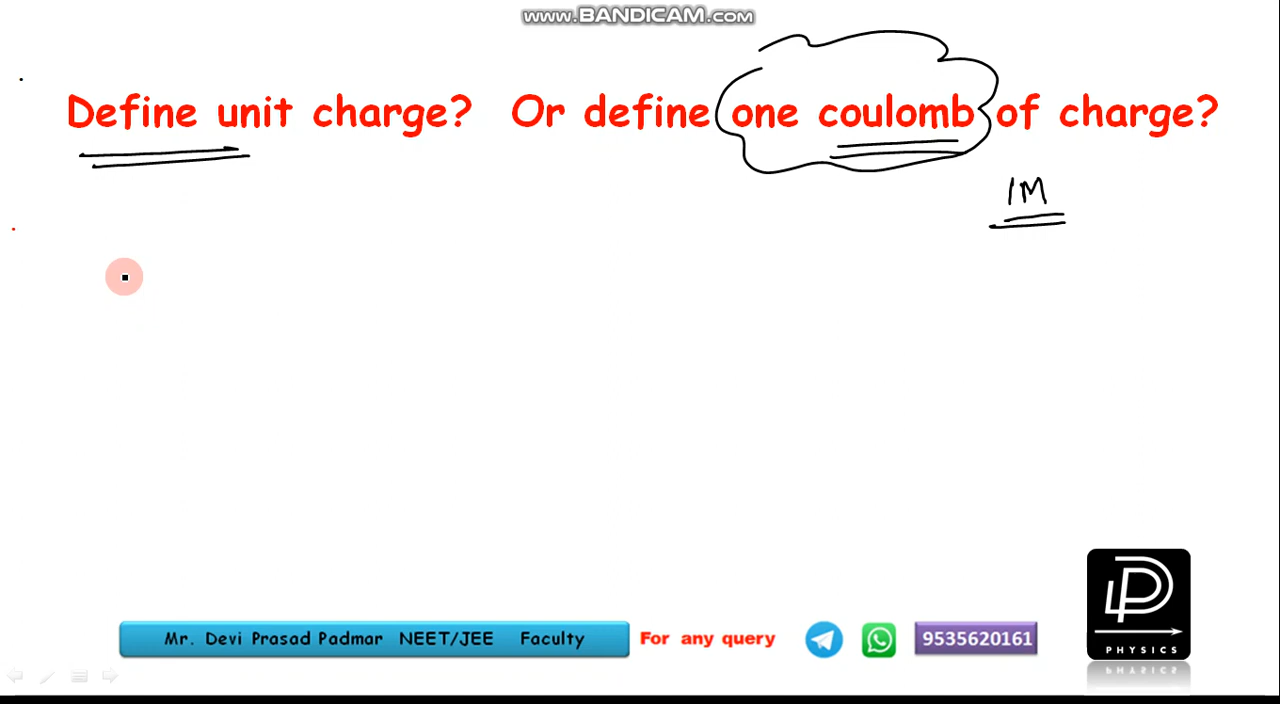 www.BANDICAM.com
Define unit charge? Or define one coulomb of charge?
1M
Mr. Devi Prasad Padmar NEET/JEE Faculty
For any query
9535620161
DP
PHYSICS